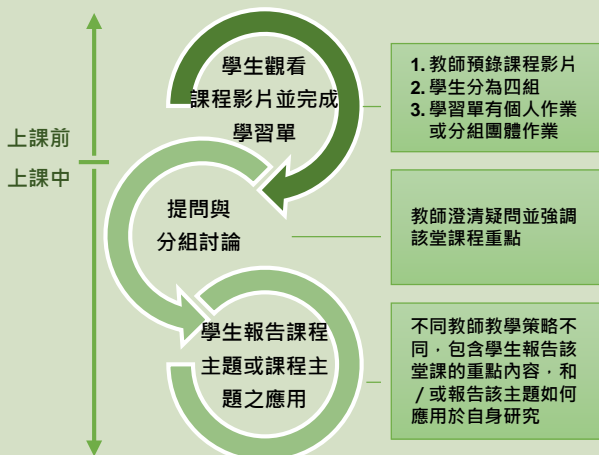 上課前
上課中
學生觀看
課程影片並完成
學習單
1. 教師預錄課程影片
2. 學生分為四組
3. 學習單有個人作業
或分組團體作業
提問與
分組討論
教師澄清疑問並強調
該堂課程重點
學生報告課程
主題或課程主
題之應用
不同教師教學策略不
同，包含學生報告該
堂課的重點內容，和
/ 或報告該主題如何
應用於自身研究